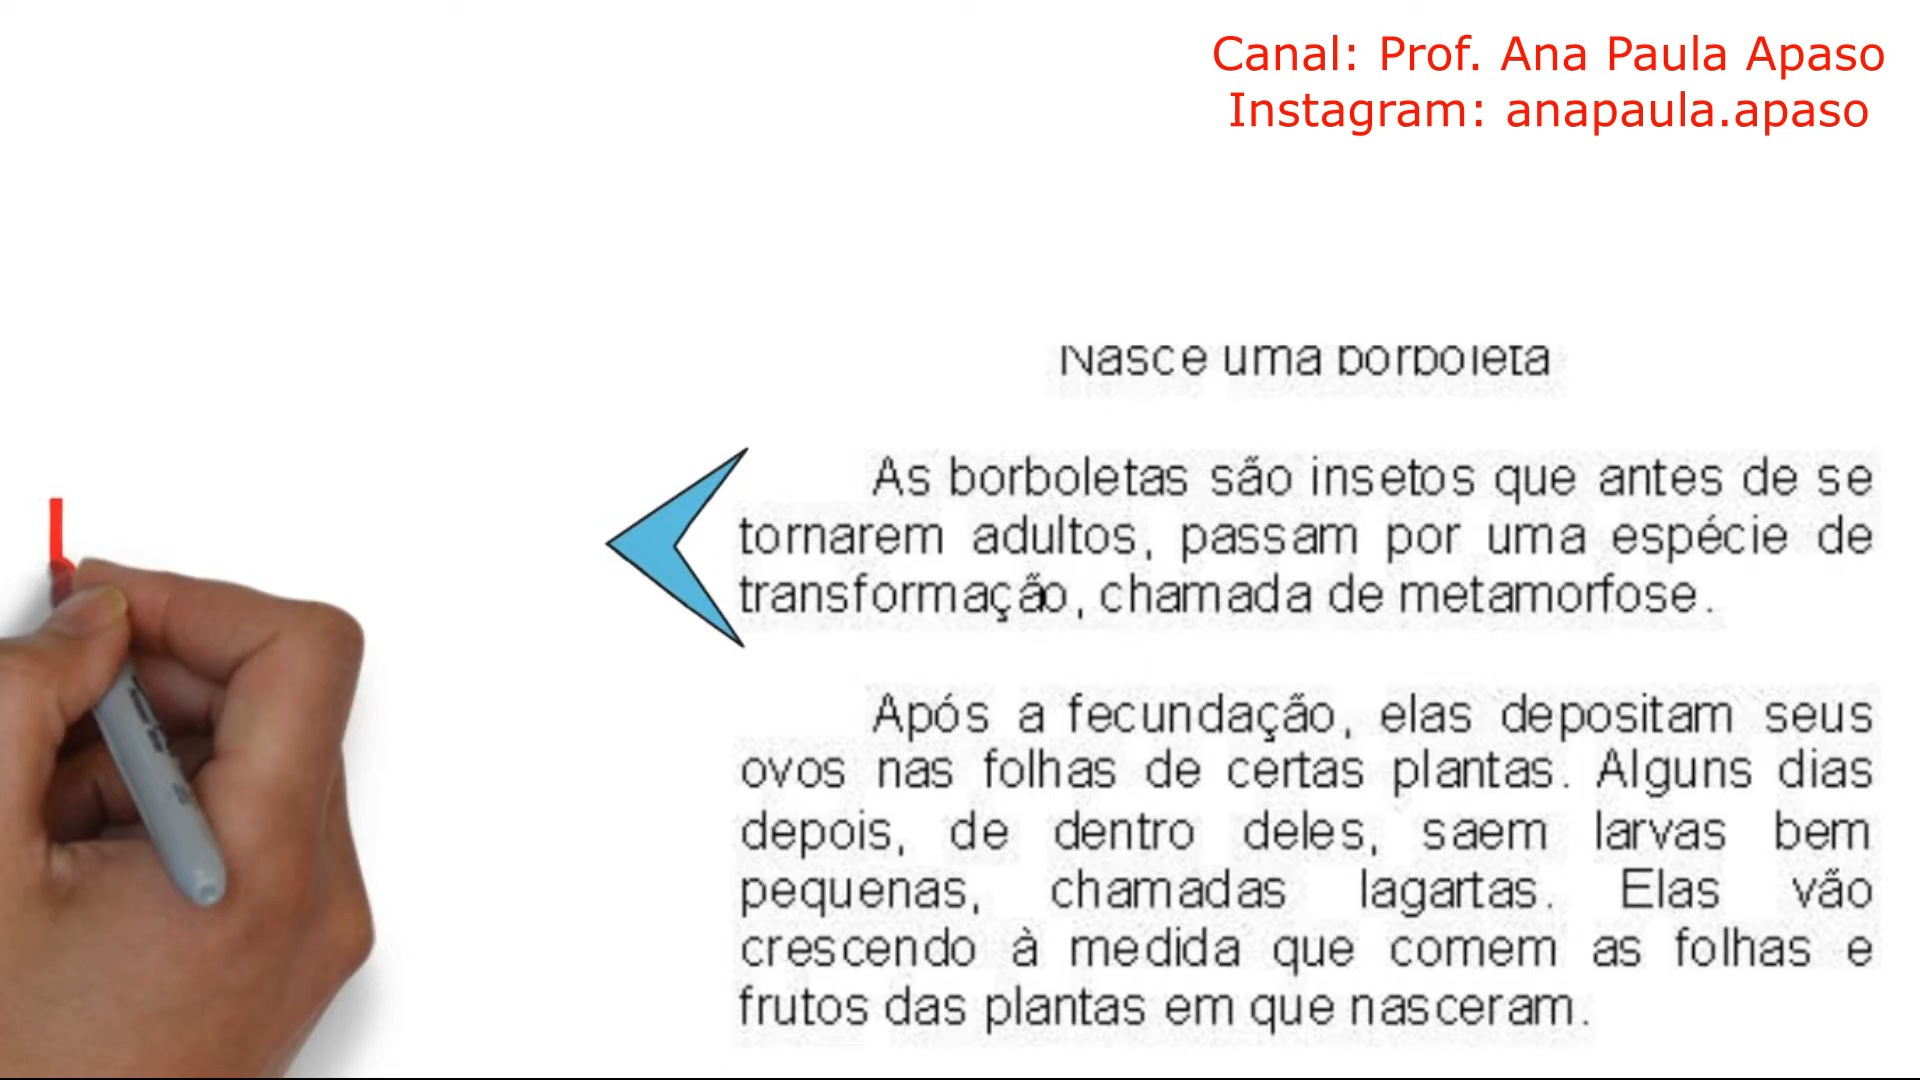 Canal: Prof. Ana Paula Apaso
Instagram: anapaula.apaso
Nasce uma borboleta
As borboletas são insetos que antes de se
tornarem adultos, passam por uma espécie de
transformação, chamada de metamorfose.
Após a fecundação, elas depositam seus
ovos nas folhas de certas plantas. Alguns dias
depois, de dentro deles, saem larvas bem
pequenas, chamadas lagartas. Elas vão
crescendo à medida que comem as folhas e
frutos das plantas em que nasceram.